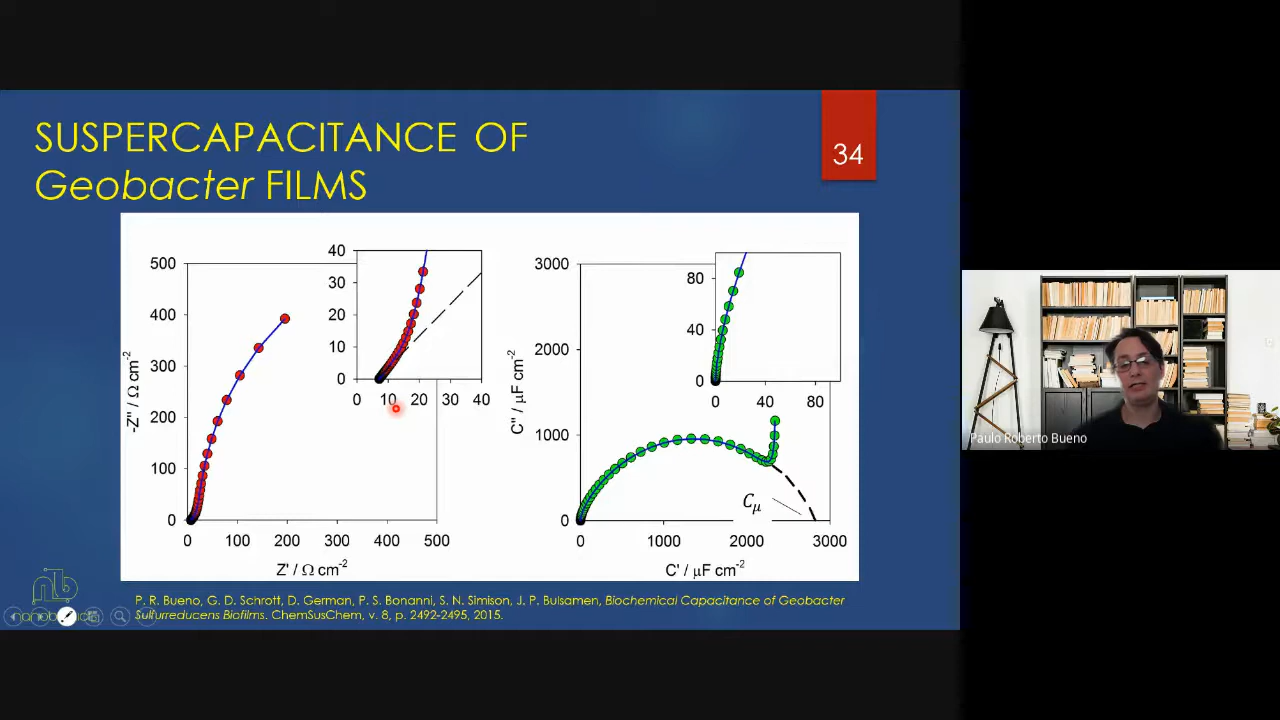 SUSPERCAPACITANCE OF
Geobacter FILMS
34
500
400
300
200
100
0
0 100 200 300 400 500
-Z'' / Ω cm⁻²
Z' / Ω cm⁻²
40
30
20
10
0
0 10 20 30 40
3000
2000
1000
0
0 1000 2000 3000
C'' / μF cm⁻²
C' / μF cm⁻²
80
40
0
0 40 80
Cμ
P. R. Bueno, G. D. Schrott, D. German, P. S. Bonanni, S. N. Simison, J. P. Buisamen, Biochemical Capacitance of Geobacter
Sulfurreducens Biofilms. ChemSusChem, v. 8, p. 2492-2495, 2015.
Paulo Roberto Bueno